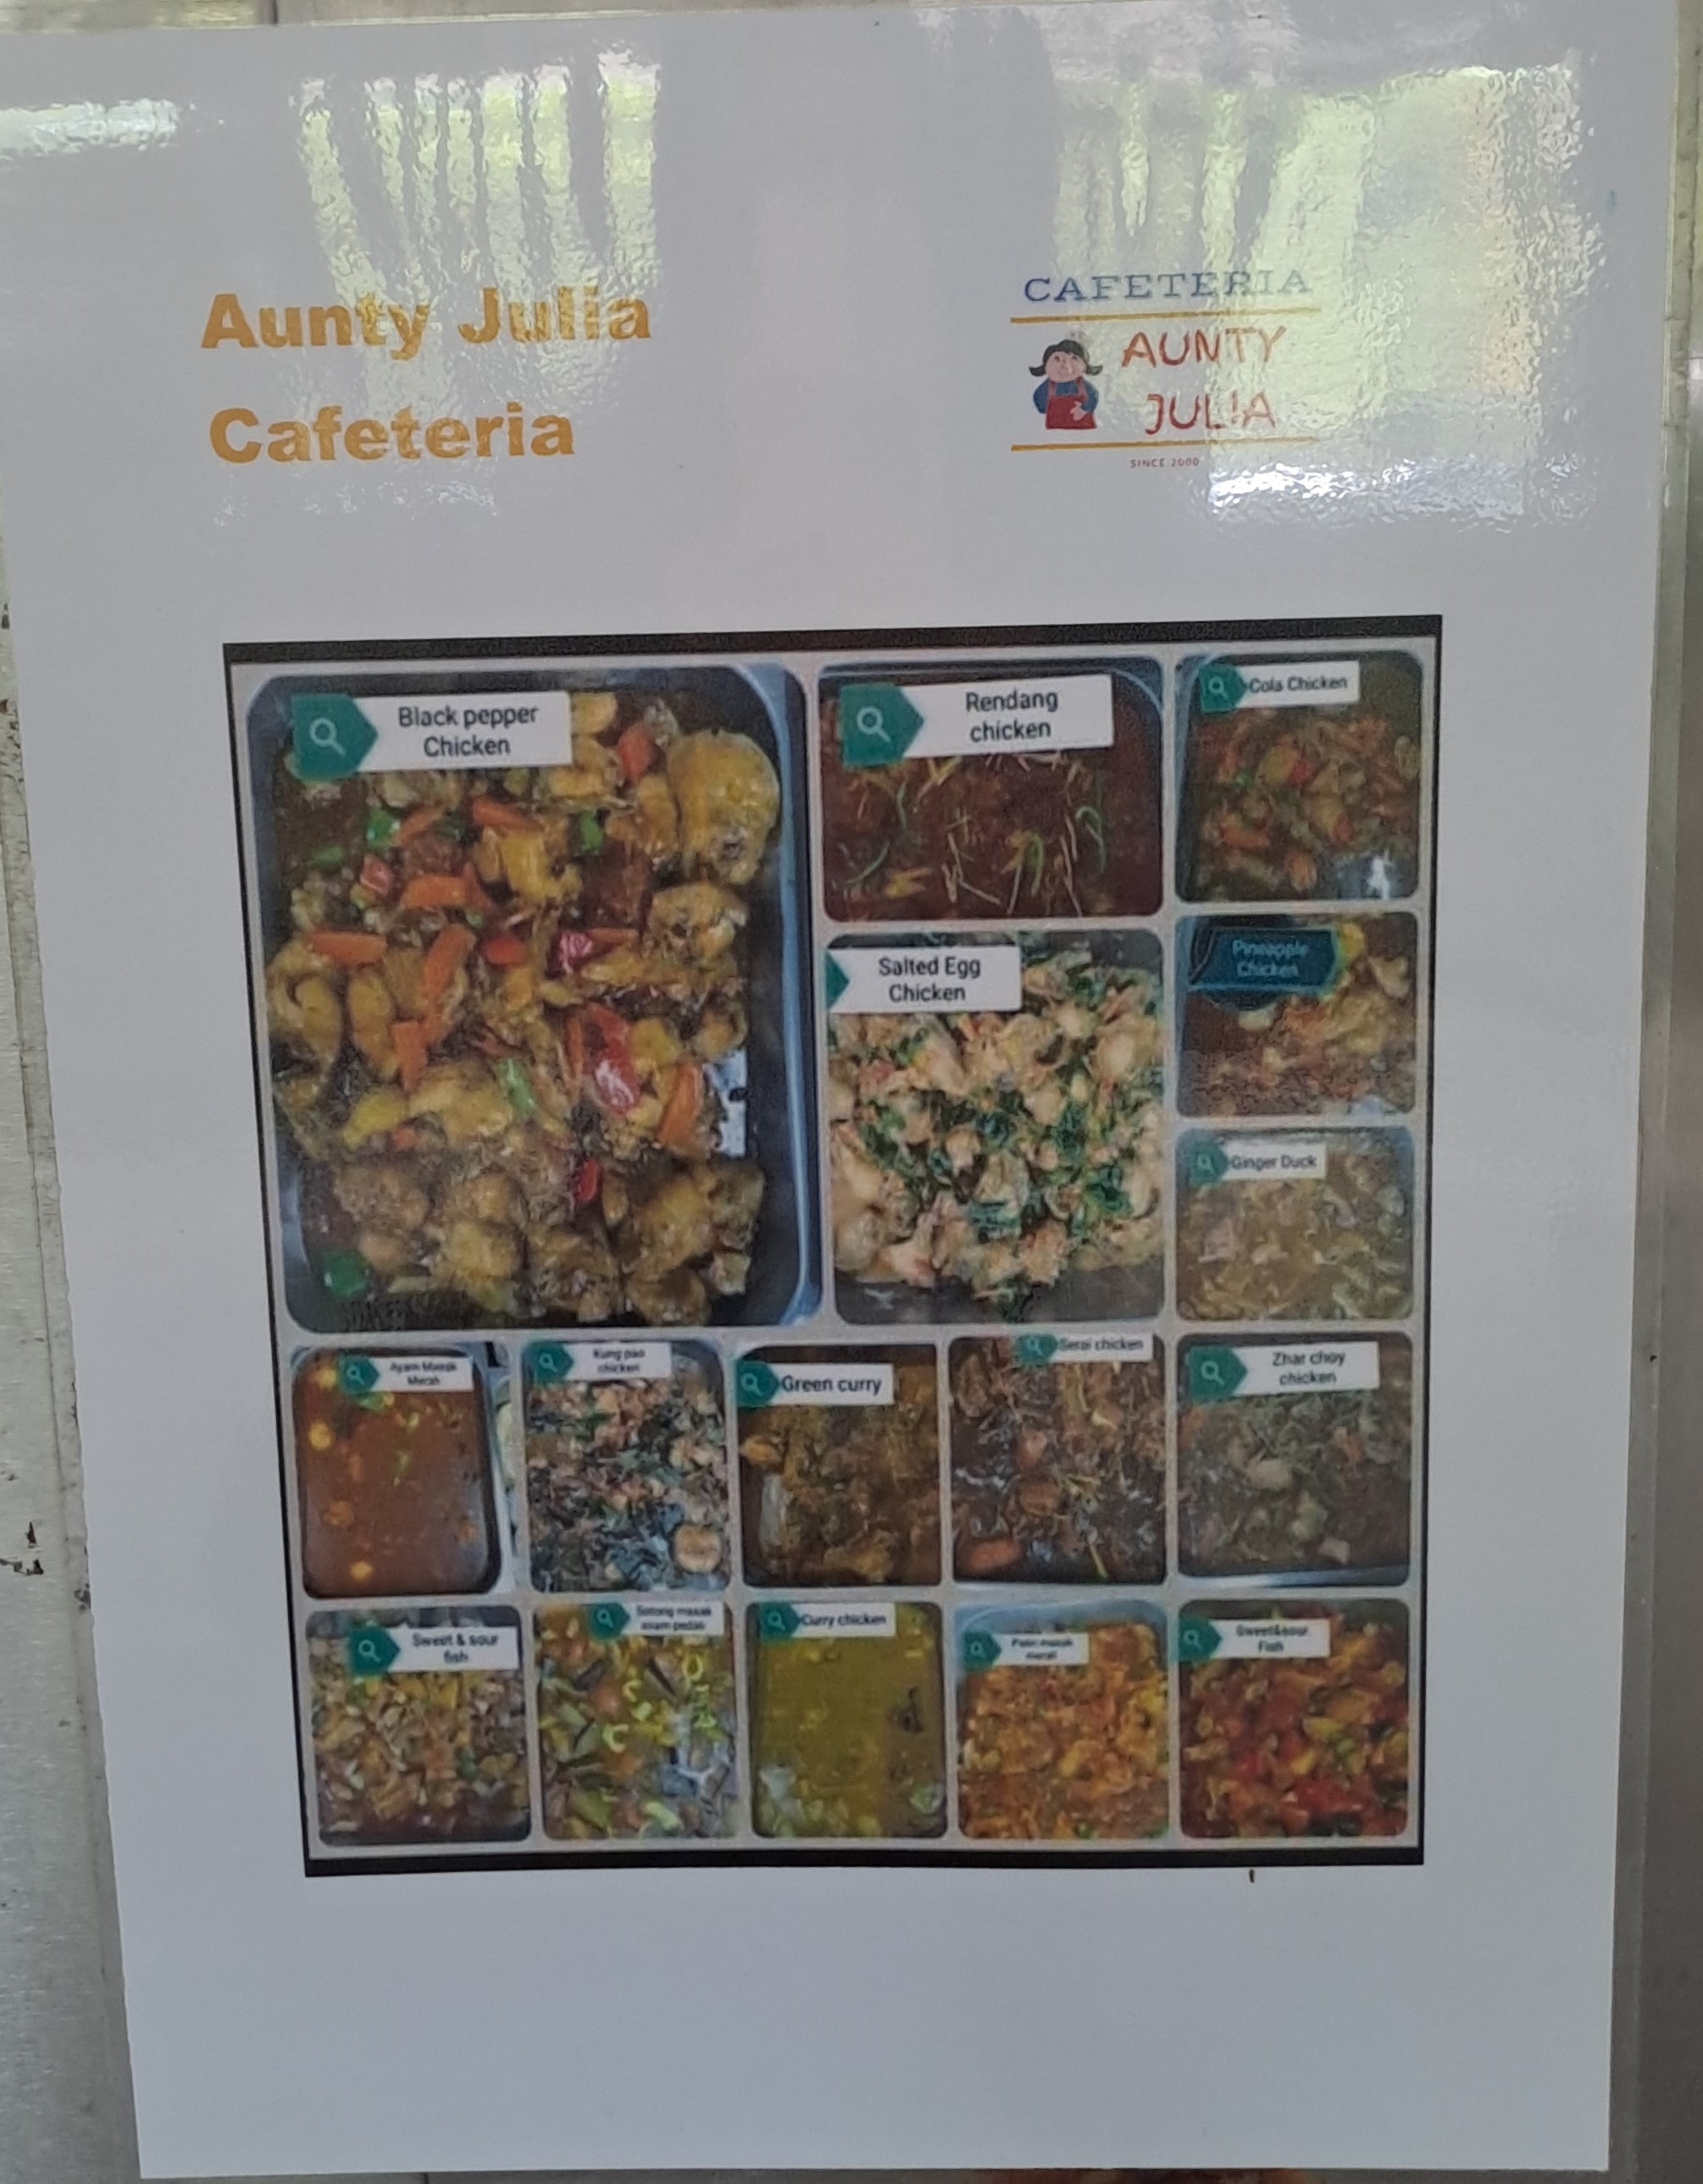 Aunty Julia
Cafeteria
CAFETERIA
AUNTY
JULIA
SINCE 2000
Black pepper
Chicken
Rendang
chicken
Cola Chicken
Salted Egg
Chicken
Pineapple
Chicken
Ginger Duck
Ayam Masak
Merah
Kung pao
chicken
Green curry
Serai chicken
Zhar choy
chicken
Sweet & sour
fish
Sotong masak
asam pedas
Curry chicken
masak
Sweet&sour
Fish